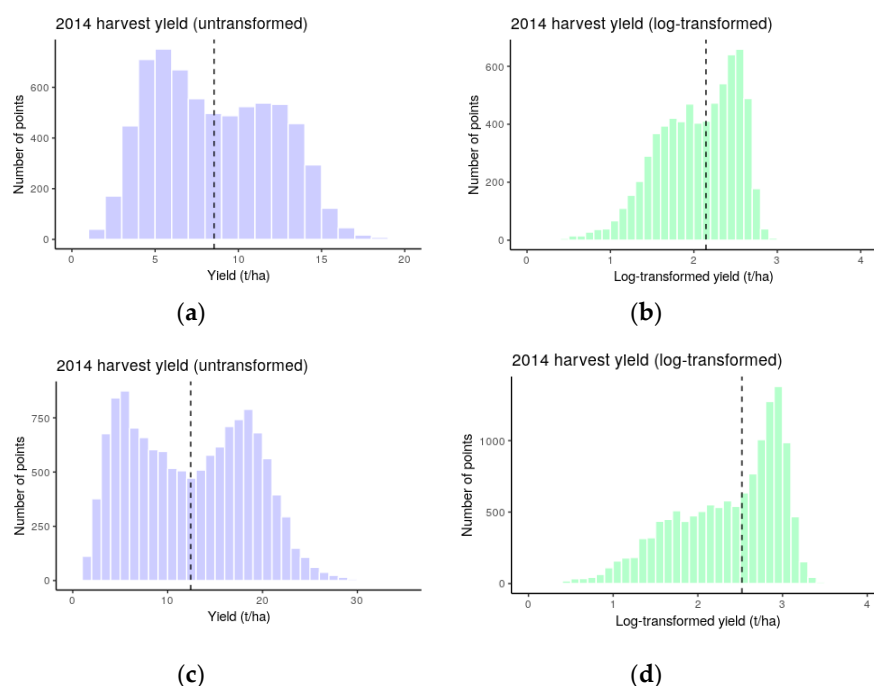 2014 harvest yield (untransformed)
Number of points
600
400
200
0
0 5 10 15 20
Yield (t/ha)
(a)
2014 harvest yield (log-transformed)
Number of points
600
400
200
0
0 1 2 3 4
Log-transformed yield (t/ha)
(b)
2014 harvest yield (untransformed)
Number of points
750
500
250
0
0 10 20 30
Yield (t/ha)
(c)
2014 harvest yield (log-transformed)
Number of points
1000
500
0
0 1 2 3 4
Log-transformed yield (t/ha)
(d)